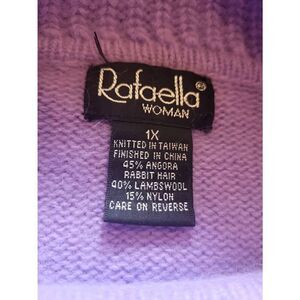 Rafaella®
WOMAN
1X
KNITTED IN TAIWAN
FINISHED IN CHINA
45% ANGORA
RABBIT HAIR
40% LAMBSWOOL
15% NYLON
CARE ON REVERSE